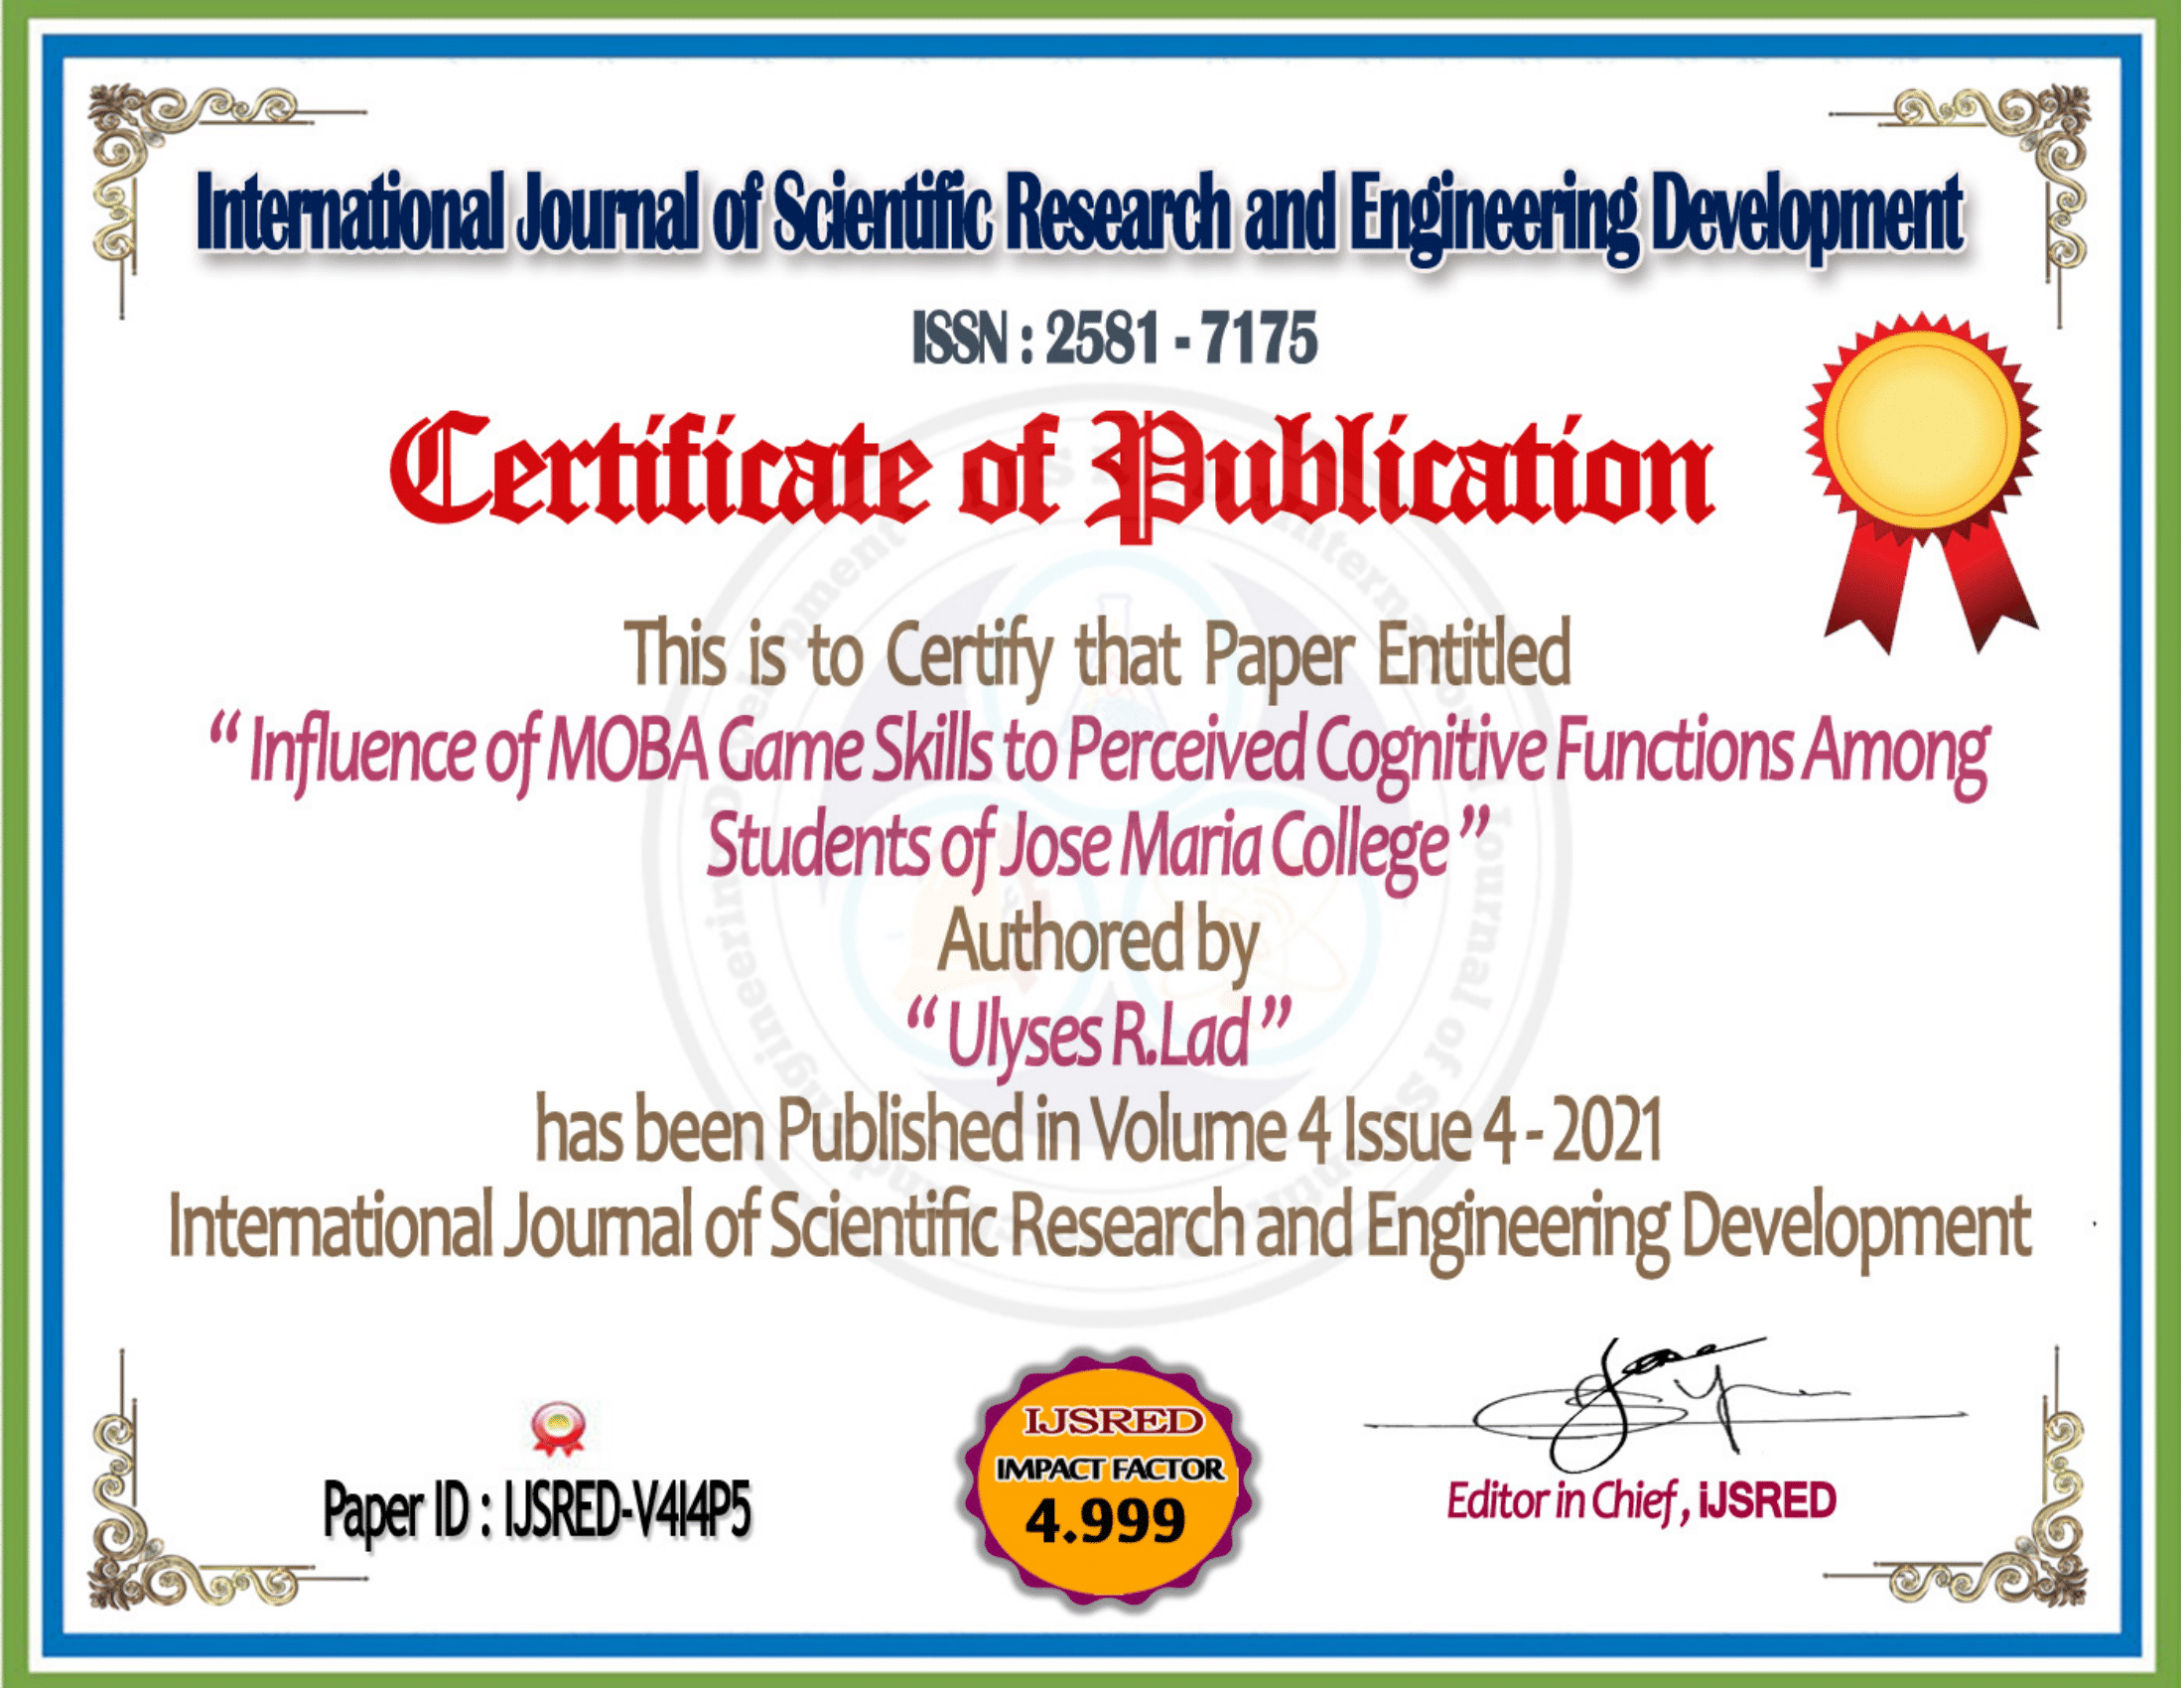 International Journal of Scientific Research and Engineering Development
ISSN : 2581 - 7175
Certificate of Publication
This is to Certify that Paper Entitled
“ Influence of MOBA Game Skills to Perceived Cognitive Functions Among
Students of Jose Maria College ”
Authored by
“ Ulyses R.Lad ”
has been Published in Volume 4 Issue 4 - 2021
International Journal of Scientific Research and Engineering Development
Paper ID : IJSRED-V4I4P5
IJSRED
IMPACT FACTOR
4.999
Editor in Chief , iJSRED